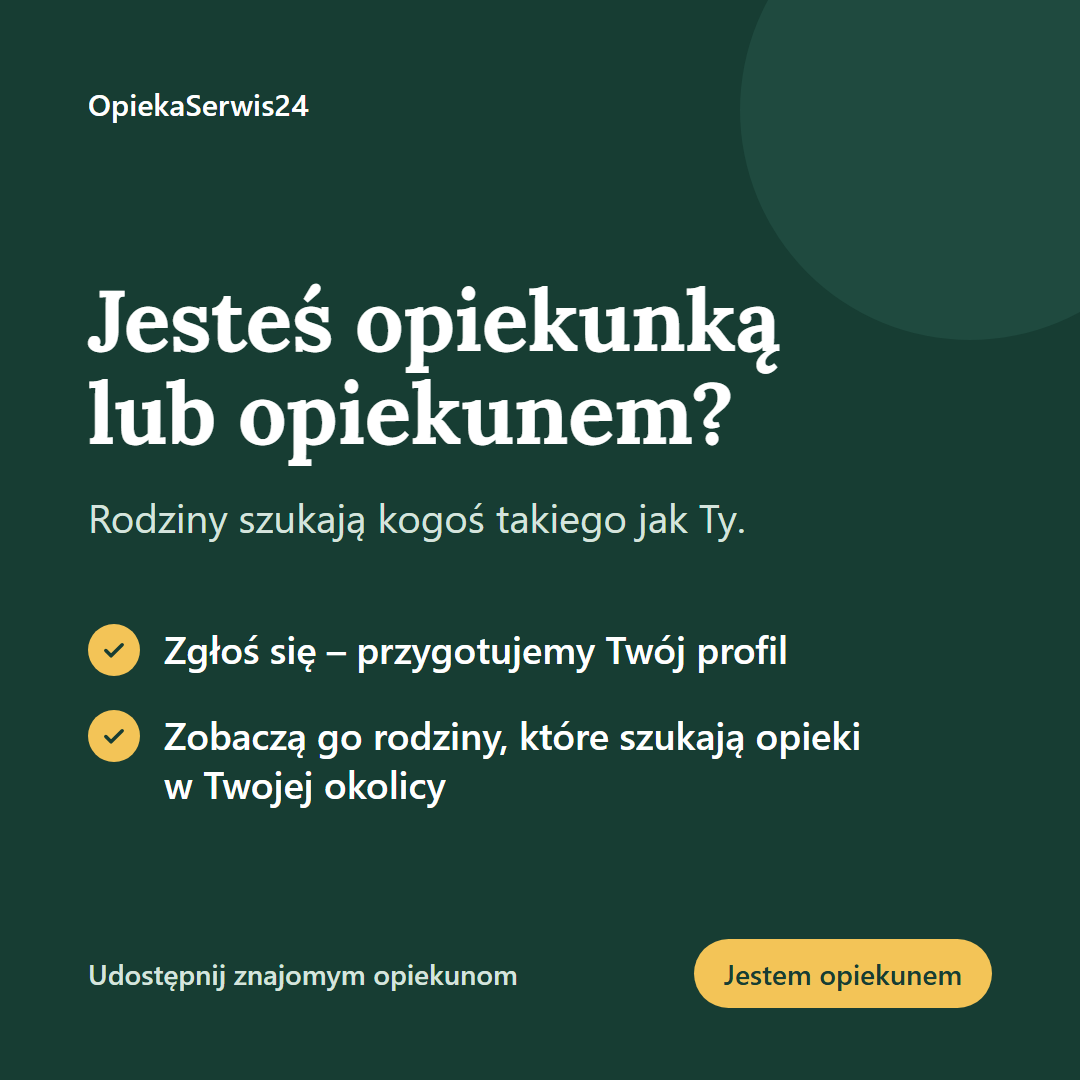 OpiekaSerwis24
Jesteś opiekunką
lub opiekunem?
Rodziny szukają kogoś takiego jak Ty.
Zgłoś się – przygotujemy Twój profil
Zobaczą go rodziny, które szukają opieki
w Twojej okolicy
Udostępnij znajomym opiekunom
Jestem opiekunem